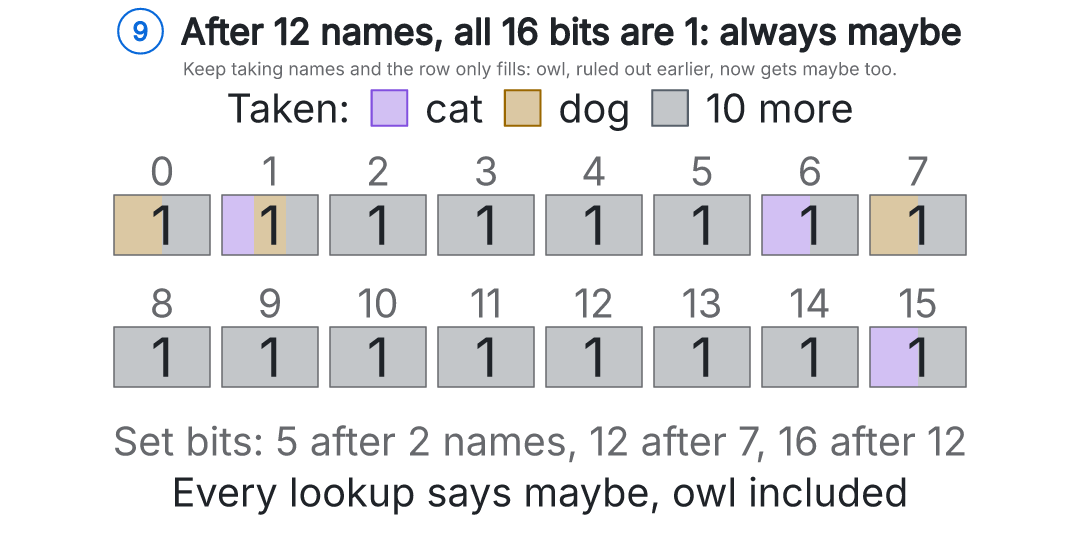 9 After 12 names, all 16 bits are 1: always maybe
Keep taking names and the row only fills: owl, ruled out earlier, now gets maybe too.
Taken: cat dog 10 more
0 1 2 3 4 5 6 7
1 1 1 1 1 1 1 1
8 9 10 11 12 13 14 15
1 1 1 1 1 1 1 1
Set bits: 5 after 2 names, 12 after 7, 16 after 12
Every lookup says maybe, owl included